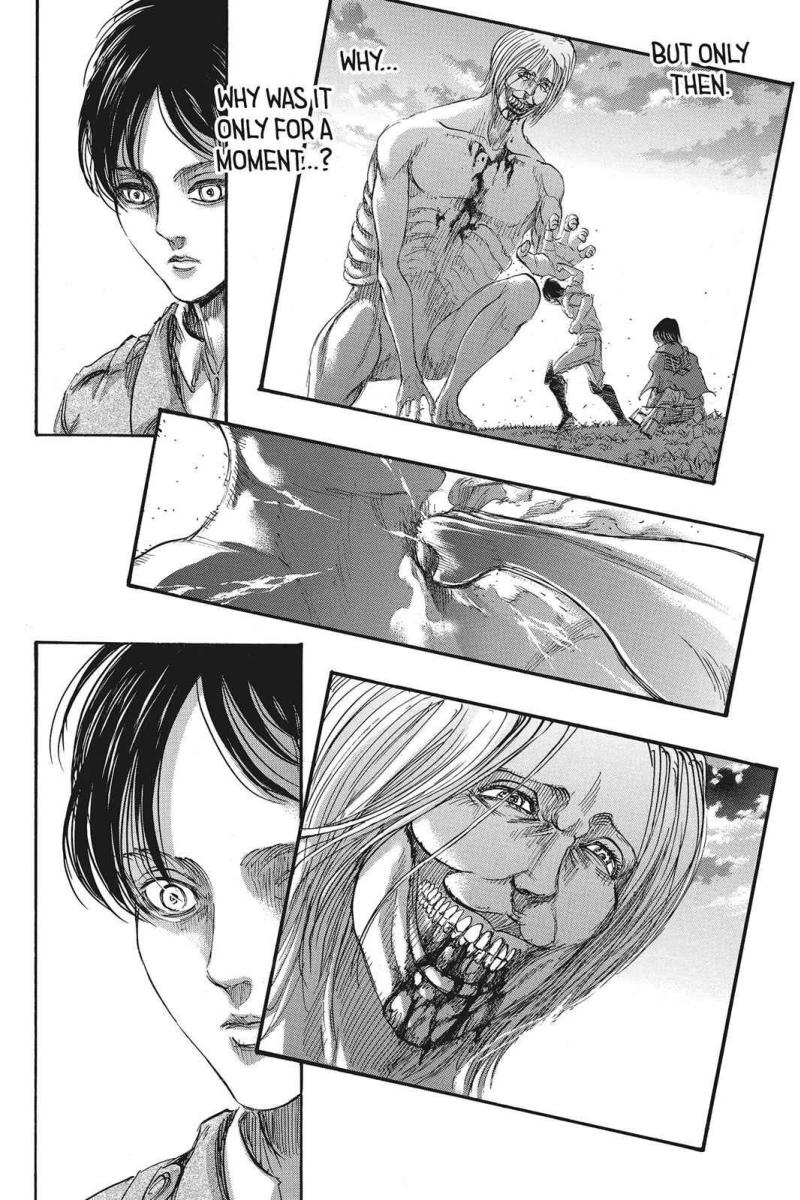 BUT ONLY
THEN.
WHY...
WHY WAS IT
ONLY FOR A
MOMENT...?